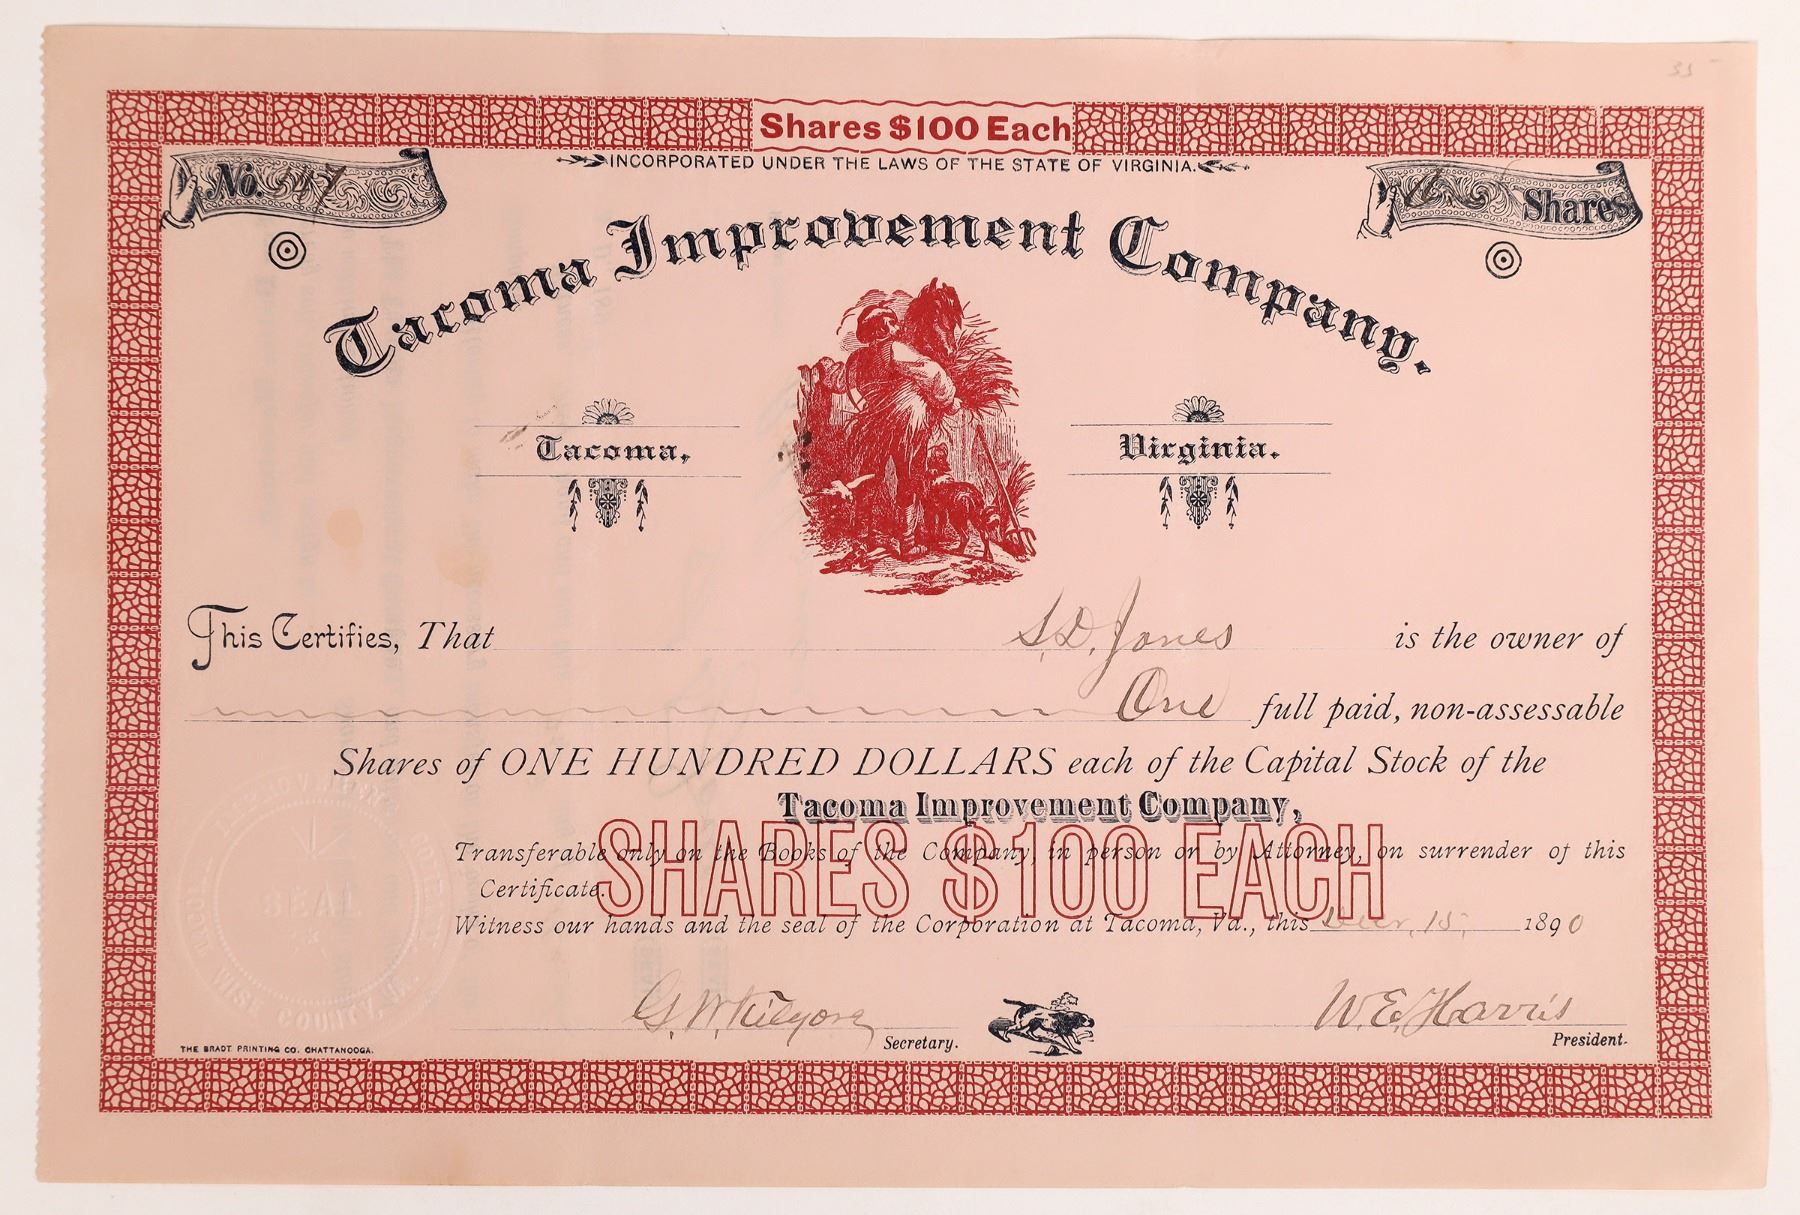 Shares $100 Each
INCORPORATED UNDER THE LAWS OF THE STATE OF VIRGINIA.
No. 147
Shares
Tacoma Improvement Company.
Tacoma, Virginia.
This Certifies, That S. D. Jones is the owner of
One full paid, non-assessable
Shares of ONE HUNDRED DOLLARS each of the Capital Stock of the
Tacoma Improvement Company,
SHARES $100 EACH
Transferable only on the Books of the Company, in person or by Attorney, on surrender of this
Certificate.
Witness our hands and the seal of the Corporation at Tacoma, Va., this Decr. 15, 1890
SEAL
WISE COUNTY, VA.
G. W. Secretary.
W. E. Harris President.
THE BRADT PRINTING CO. CHATTANOOGA.